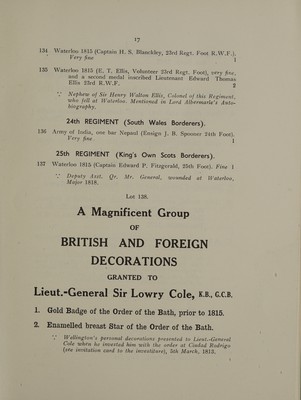 17
134 Waterloo 1815 (Captain H. S. Blanckley, 23rd Regt. Foot R.W.F.).
Very fine 1
135 Waterloo 1815 (E. T. Ellis, Volunteer 23rd Regt. Foot), very fine,
and a second medal inscribed Lieutenant Edward Thomas
Ellis 23rd R.W.F. 2
∵ Nephew of Sir Henry Walton Ellis, Colonel of this Regiment,
who fell at Waterloo. Mentioned in Lord Albermarle's Auto-
biography.
24th REGIMENT (South Wales Borderers).
136 Army of India, one bar Nepaul (Ensign J. B. Spooner 24th Foot).
Very fine 1
25th REGIMENT (King's Own Scots Borderers).
137 Waterloo 1815 (Captain Edward P. Fitzgerald, 25th Foot). Fine 1
∵ Deputy Asst. Qr. Mr. General, wounded at Waterloo,
Major 1818.
Lot 138.
A Magnificent Group
OF
BRITISH AND FOREIGN
DECORATIONS
GRANTED TO
Lieut.-General Sir Lowry Cole, K.B., G.C.B.
1. Gold Badge of the Order of the Bath, prior to 1815.
2. Enamelled breast Star of the Order of the Bath.
∵ Wellington's personal decorations presented to Lieut.-General
Cole when he invested him with the order at Ciudad Rodrigo
(see invitation card to the investiture), 5th March, 1813.